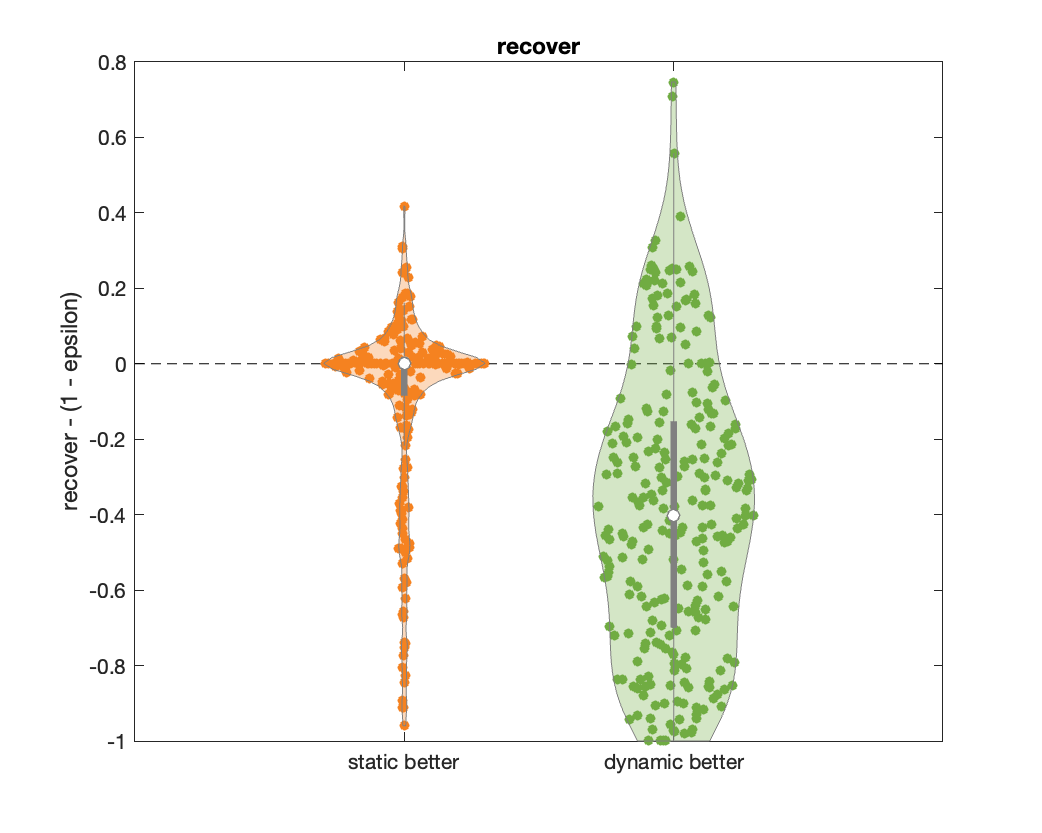 recover
0.8
0.6
0.4
0.2
0
-0.2
-0.4
-0.6
-0.8
-1
recover - (1 - epsilon)
static better
dynamic better